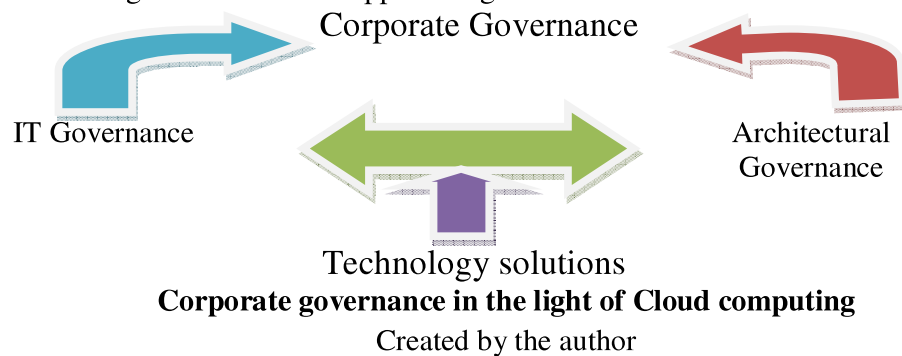 Corporate Governance
IT Governance
Architectural
Governance
Technology solutions
Corporate governance in the light of Cloud computing
Created by the author